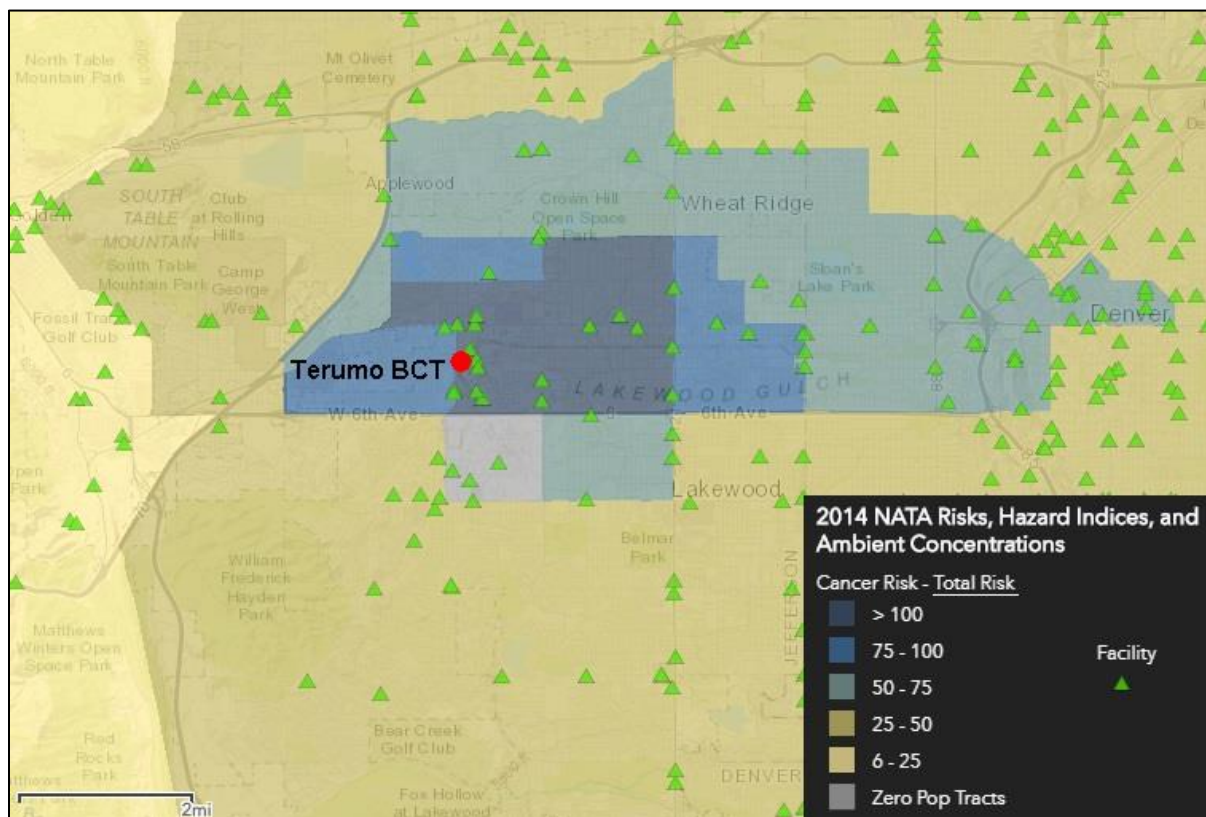 North Table
Mountain Park
Mt Olivet
Cemetery
25
58
Applewood
SOUTH
TABLE
MOUNTAIN
South Table
Mountain Park
Club
at Rolling
Hills
Crown Hill
Open Space
Park
Wheat Ridge
Camp
George
West
Sloan's
Lake Park
Denver
Golf Club
Terumo BCT
LAKEWOOD GULCH
W 6th Ave
6
6th Ave
Lakewood
William
Frederick
Hayden
Park
Belmar
Park
JEFFERSON
Matthews
Winters Open
Space Park
Red
Rocks
Park
Bear Creek
Golf Club
DENVER
Fox Hollow
at Lakewood
2mi
2014 NATA Risks, Hazard Indices, and
Ambient Concentrations
Cancer Risk - Total Risk
> 100
75 - 100
50 - 75
25 - 50
6 - 25
Zero Pop Tracts
Facility